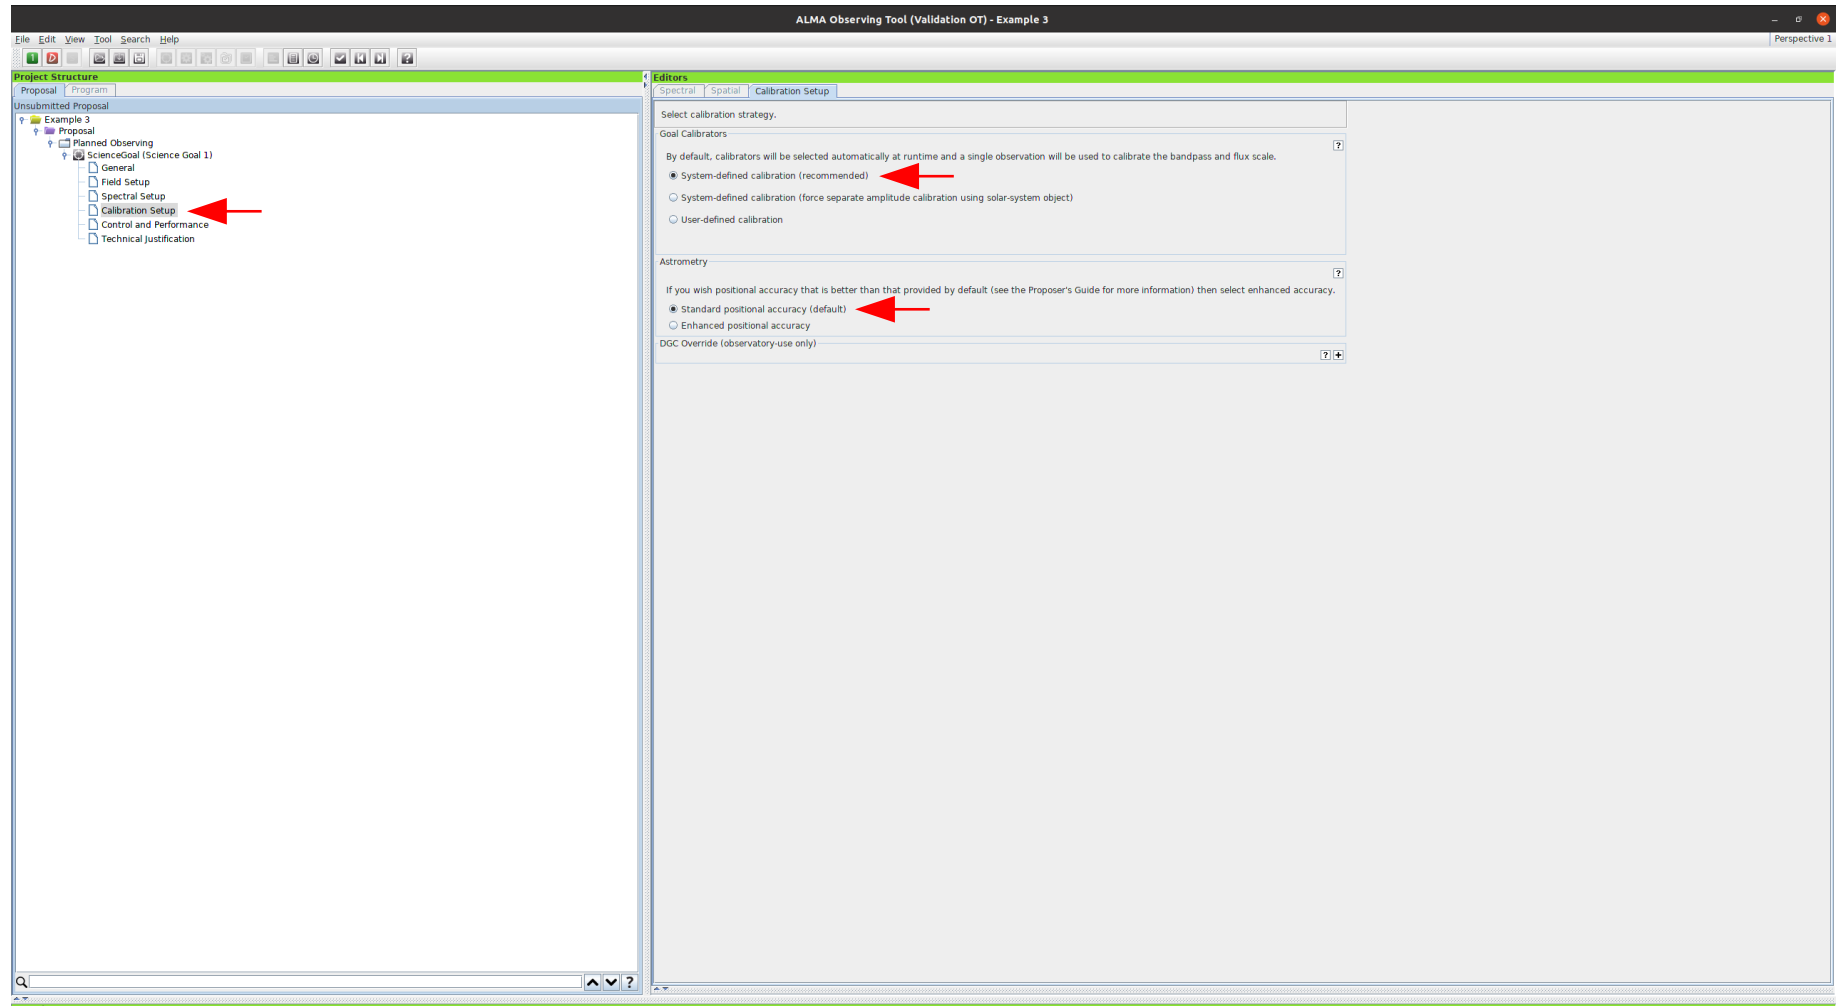 ALMA Observing Tool (Validation OT) - Example 3
File Edit View Tool Search Help
Perspective 1
Project Structure
Proposal Program
Unsubmitted Proposal
Example 3
Proposal
Planned Observing
ScienceGoal (Science Goal 1)
General
Field Setup
Spectral Setup
Calibration Setup
Control and Performance
Technical Justification
Editors
Spectral Spatial Calibration Setup
Select calibration strategy.
Goal Calibrators
?
By default, calibrators will be selected automatically at runtime and a single observation will be used to calibrate the bandpass and flux scale.
System-defined calibration (recommended)
System-defined calibration (force separate amplitude calibration using solar-system object)
User-defined calibration
Astrometry
?
If you wish positional accuracy that is better than that provided by default (see the Proposer's Guide for more information) then select enhanced accuracy.
Standard positional accuracy (default)
Enhanced positional accuracy
DGC Override (observatory-use only)
? +
?